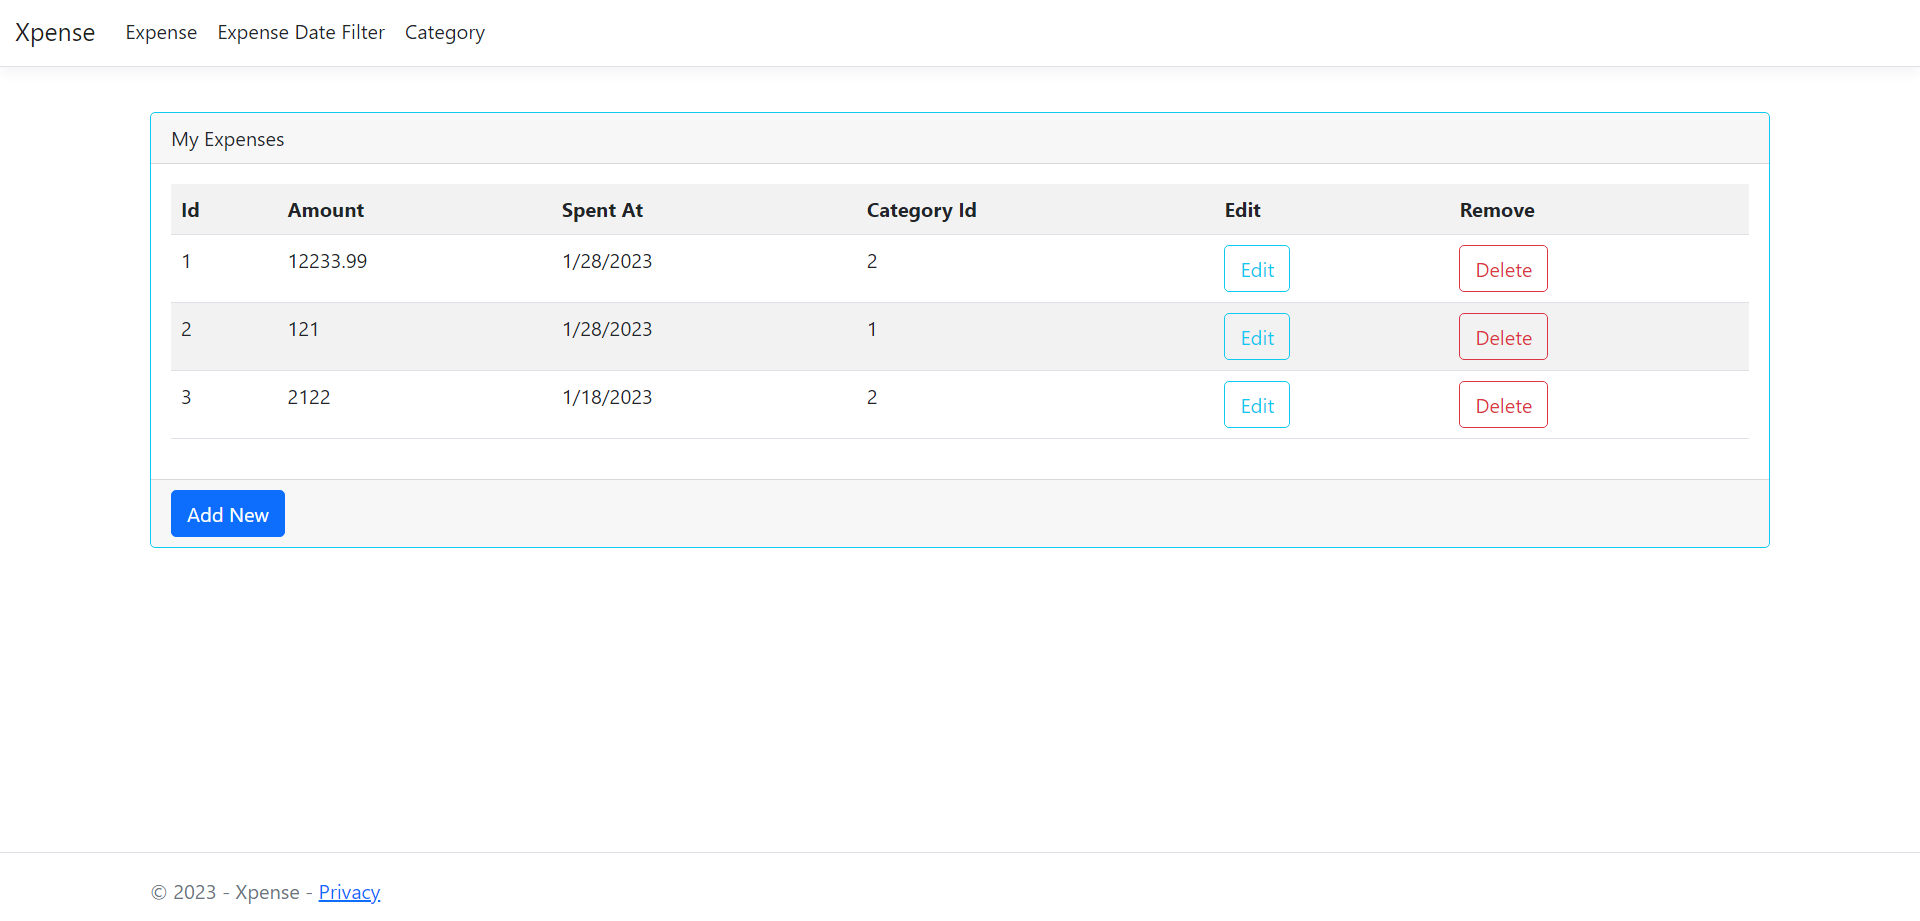 Xpense Expense Expense Date Filter Category
My Expenses
Id Amount Spent At Category Id Edit Remove
1 12233.99 1/28/2023 2 Edit Delete
2 121 1/28/2023 1 Edit Delete
3 2122 1/18/2023 2 Edit Delete
Add New
© 2023 - Xpense - Privacy